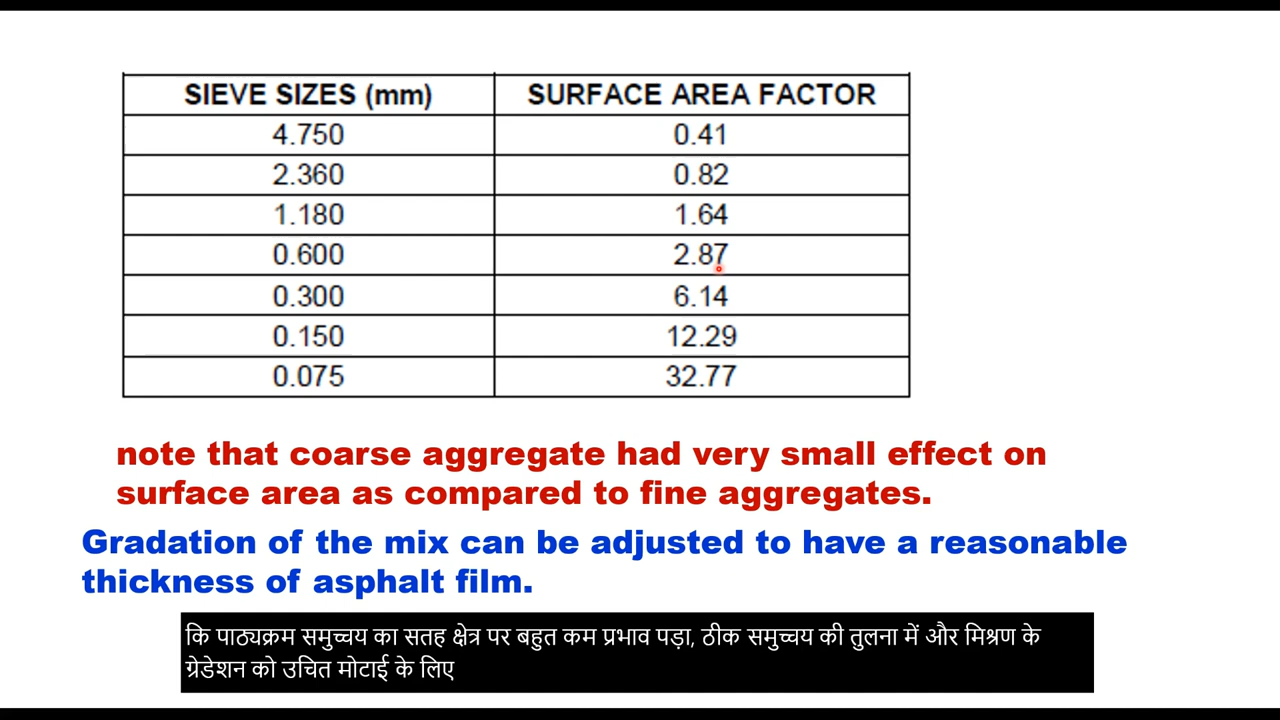 SIEVE SIZES (mm) SURFACE AREA FACTOR
4.750 0.41
2.360 0.82
1.180 1.64
0.600 2.87
0.300 6.14
0.150 12.29
0.075 32.77
note that coarse aggregate had very small effect on
surface area as compared to fine aggregates.
Gradation of the mix can be adjusted to have a reasonable
thickness of asphalt film.
कि पाठ्यक्रम समुच्चय का सतह क्षेत्र पर बहुत कम प्रभाव पड़ा, ठीक समुच्चय की तुलना में और मिश्रण के
ग्रेडेशन को उचित मोटाई के लिए